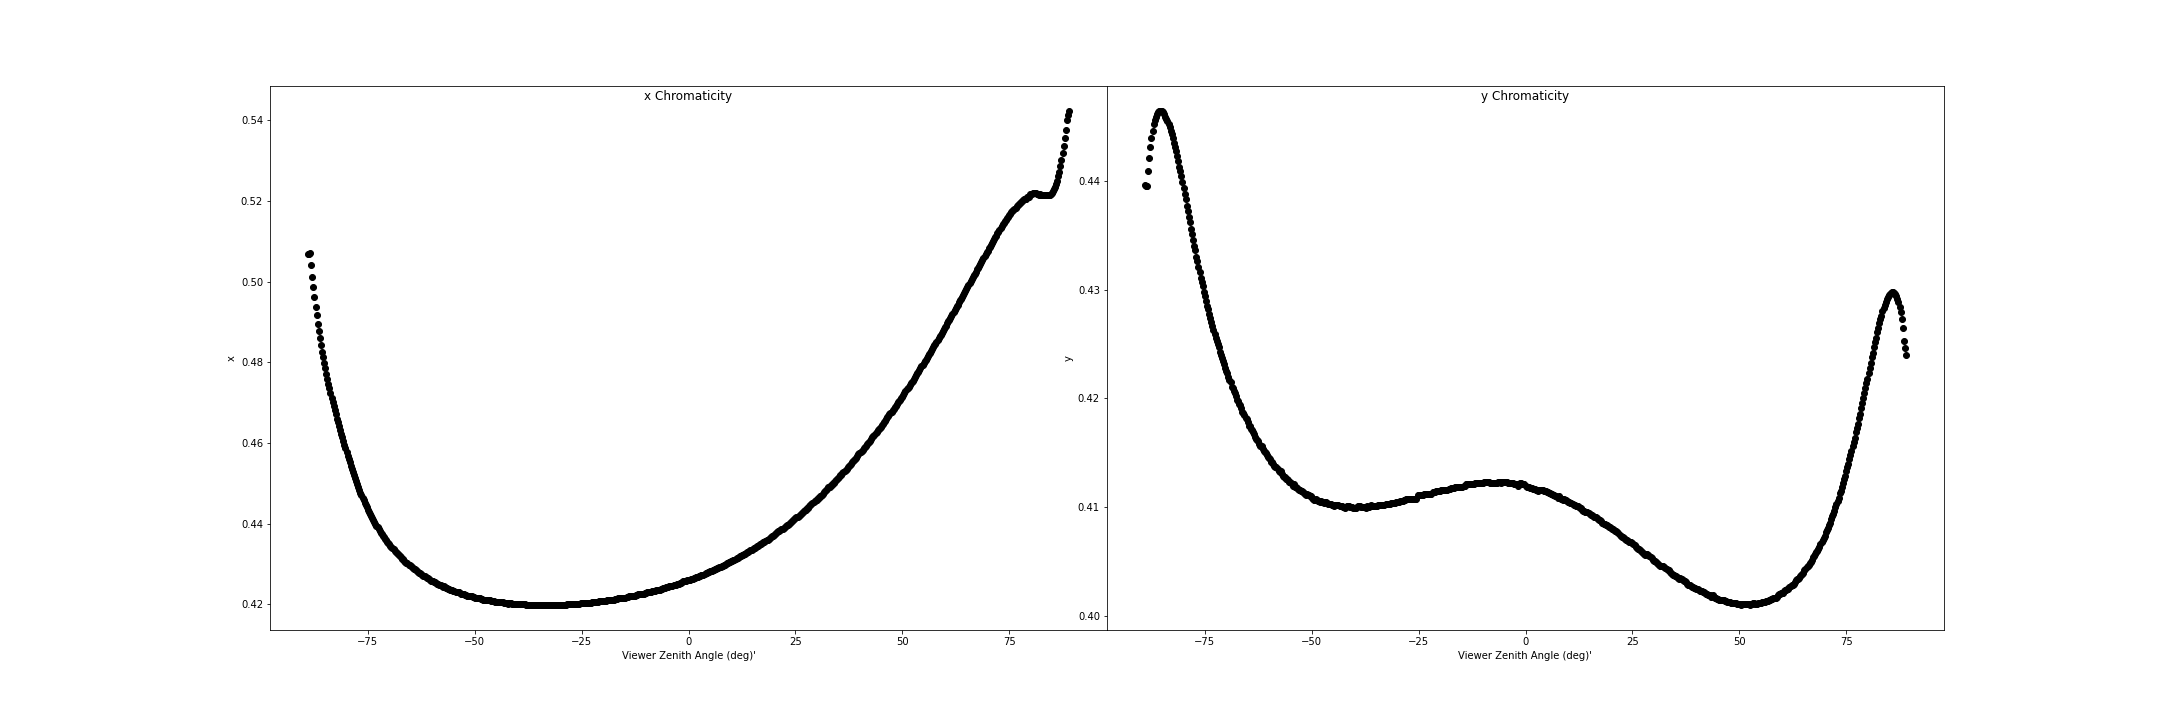 x Chromaticity
0.54
0.52
0.50
0.48
0.46
0.44
0.42
x
−75 −50 −25 0 25 50 75
Viewer Zenith Angle (deg)'
y Chromaticity
0.44
0.43
0.42
0.41
0.40
y
−75 −50 −25 0 25 50 75
Viewer Zenith Angle (deg)'